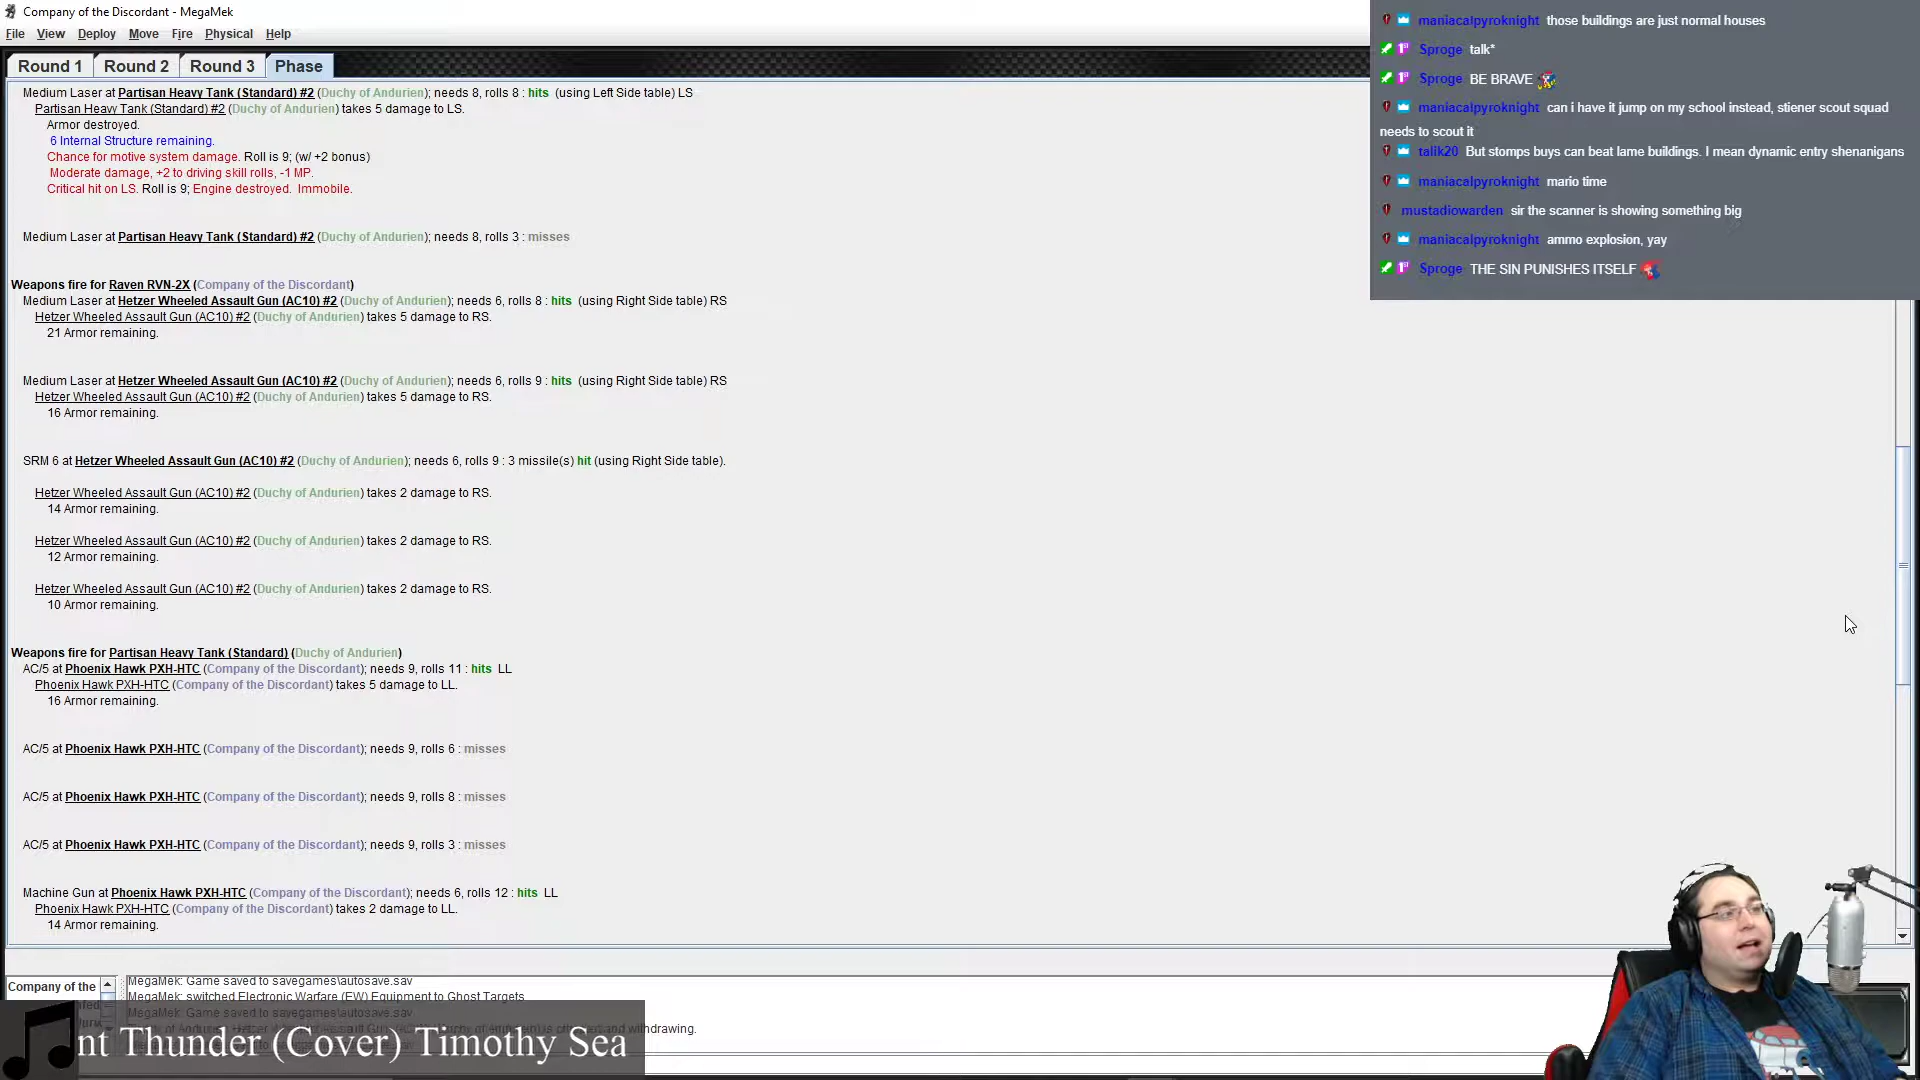 Company of the Discordant - MegaMek
File View Deploy Move Fire Physical Help
Round 1 Round 2 Round 3 Phase
Medium Laser at Partisan Heavy Tank (Standard) #2 (Duchy of Andurien); needs 8, rolls 8 : hits (using Left Side table) LS
Partisan Heavy Tank (Standard) #2 (Duchy of Andurien) takes 5 damage to LS.
Armor destroyed.
6 Internal Structure remaining.
Chance for motive system damage. Roll is 9; (w/ +2 bonus)
Moderate damage, +2 to driving skill rolls, -1 MP.
Critical hit on LS. Roll is 9; Engine destroyed. Immobile.
Medium Laser at Partisan Heavy Tank (Standard) #2 (Duchy of Andurien); needs 8, rolls 3 : misses
Weapons fire for Raven RVN-2X (Company of the Discordant)
Medium Laser at Hetzer Wheeled Assault Gun (AC10) #2 (Duchy of Andurien); needs 6, rolls 8 : hits (using Right Side table) RS
Hetzer Wheeled Assault Gun (AC10) #2 (Duchy of Andurien) takes 5 damage to RS.
21 Armor remaining.
Medium Laser at Hetzer Wheeled Assault Gun (AC10) #2 (Duchy of Andurien); needs 6, rolls 9 : hits (using Right Side table) RS
Hetzer Wheeled Assault Gun (AC10) #2 (Duchy of Andurien) takes 5 damage to RS.
16 Armor remaining.
SRM 6 at Hetzer Wheeled Assault Gun (AC10) #2 (Duchy of Andurien); needs 6, rolls 9 : 3 missile(s) hit (using Right Side table).
Hetzer Wheeled Assault Gun (AC10) #2 (Duchy of Andurien) takes 2 damage to RS.
14 Armor remaining.
Hetzer Wheeled Assault Gun (AC10) #2 (Duchy of Andurien) takes 2 damage to RS.
12 Armor remaining.
Hetzer Wheeled Assault Gun (AC10) #2 (Duchy of Andurien) takes 2 damage to RS.
10 Armor remaining.
Weapons fire for Partisan Heavy Tank (Standard) (Duchy of Andurien)
AC/5 at Phoenix Hawk PXH-HTC (Company of the Discordant); needs 9, rolls 11 : hits LL
Phoenix Hawk PXH-HTC (Company of the Discordant) takes 5 damage to LL.
16 Armor remaining.
AC/5 at Phoenix Hawk PXH-HTC (Company of the Discordant); needs 9, rolls 6 : misses
AC/5 at Phoenix Hawk PXH-HTC (Company of the Discordant); needs 9, rolls 8 : misses
AC/5 at Phoenix Hawk PXH-HTC (Company of the Discordant); needs 9, rolls 3 : misses
Machine Gun at Phoenix Hawk PXH-HTC (Company of the Discordant); needs 6, rolls 12 : hits LL
Phoenix Hawk PXH-HTC (Company of the Discordant) takes 2 damage to LL.
14 Armor remaining.
maniacalpyroknight those buildings are just normal houses
Sproge talk*
Sproge BE BRAVE
maniacalpyroknight can i have it jump on my school instead, stiener scout squad
needs to scout it
talik20 But stomps buys can beat lame buildings. I mean dynamic entry shenanigans
maniacalpyroknight mario time
mustadiowarden sir the scanner is showing something big
maniacalpyroknight ammo explosion, yay
Sproge THE SIN PUNISHES ITSELF
Company of the
MegaMek: Game saved to savegames\autosave.sav
MegaMek: switched Electronic Warfare (EW) Equipment to Ghost Targets
MegaMek: Game saved to savegames\autosave.sav
withdrawing.
nt Thunder (Cover) Timothy Sea